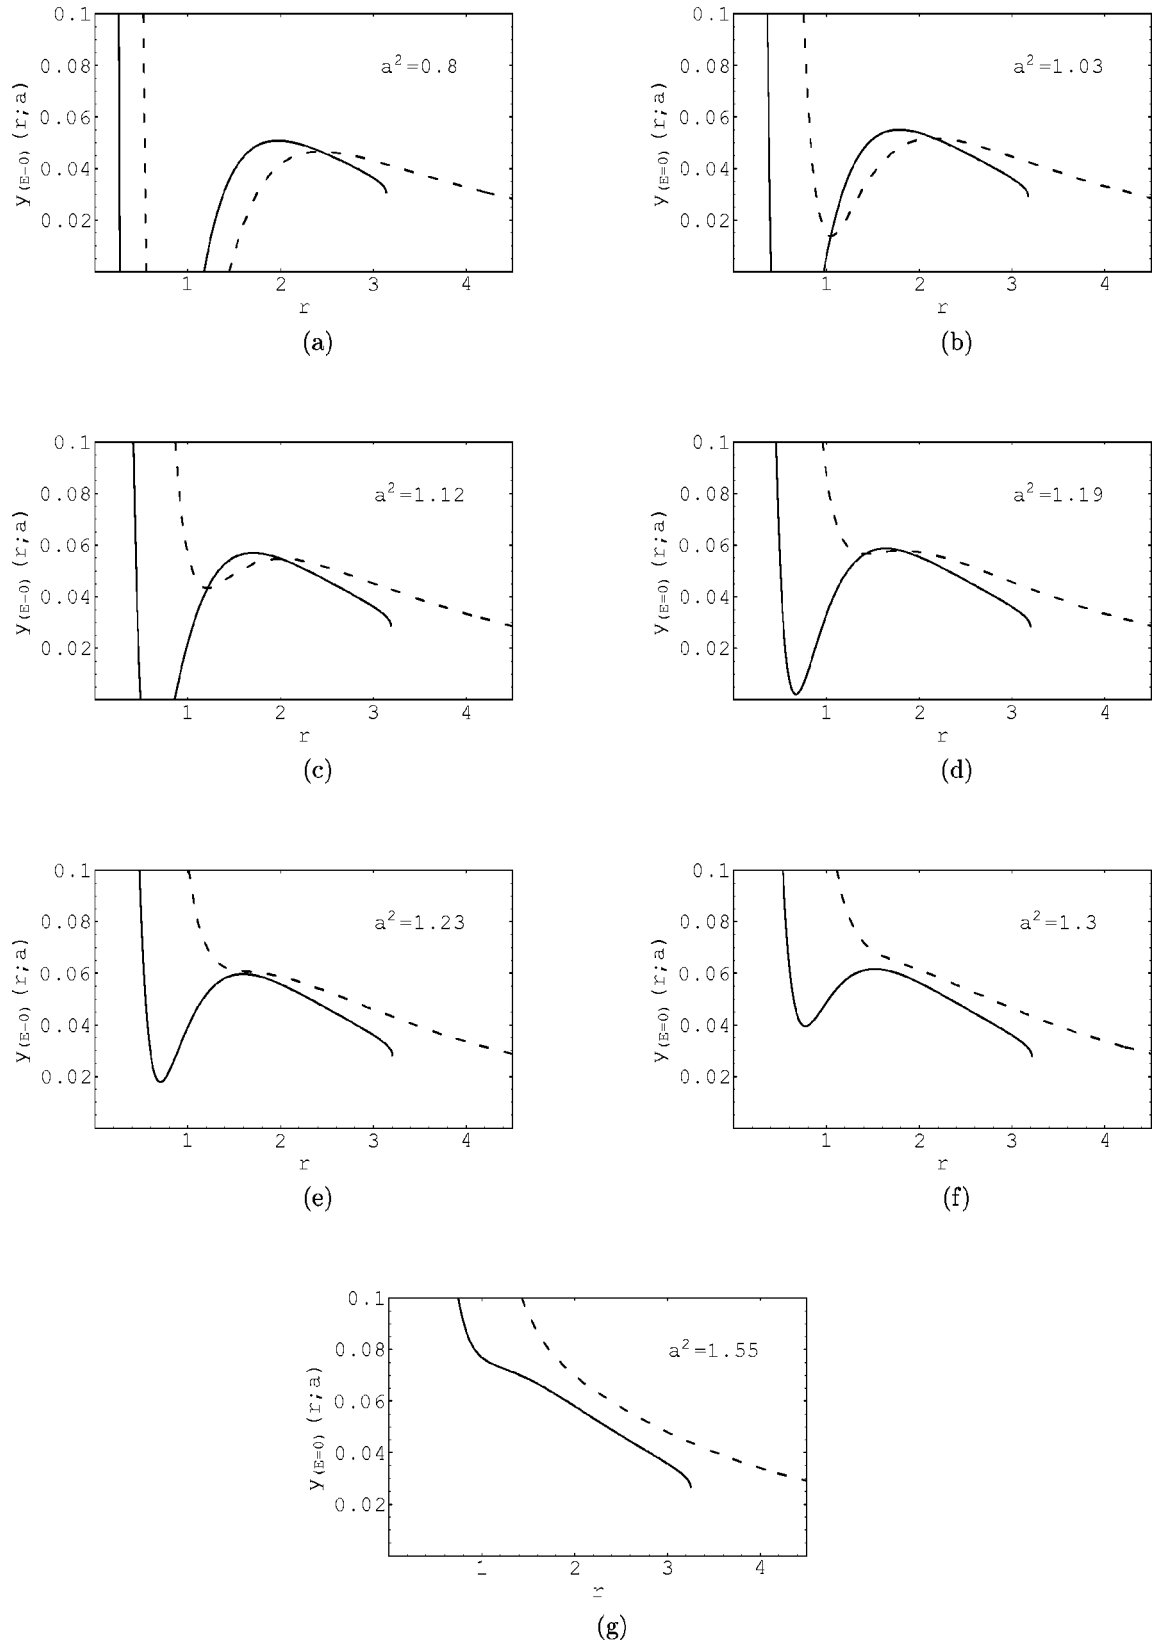 0.1
0.08
0.06
0.04
0.02
y(E=0) (r;a)
a²=0.8
1 2 3 4
r
(a)
0.1
0.08
0.06
0.04
0.02
y(E=0) (r;a)
a²=1.03
1 2 3 4
r
(b)
0.1
0.08
0.06
0.04
0.02
y(E=0) (r;a)
a²=1.12
1 2 3 4
r
(c)
0.1
0.08
0.06
0.04
0.02
y(E=0) (r;a)
a²=1.19
1 2 3 4
r
(d)
0.1
0.08
0.06
0.04
0.02
y(E=0) (r;a)
a²=1.23
1 2 3 4
r
(e)
0.1
0.08
0.06
0.04
0.02
y(E=0) (r;a)
a²=1.3
1 2 3 4
r
(f)
0.1
0.08
0.06
0.04
0.02
y(E=0) (r;a)
a²=1.55
1 2 3 4
r
(g)